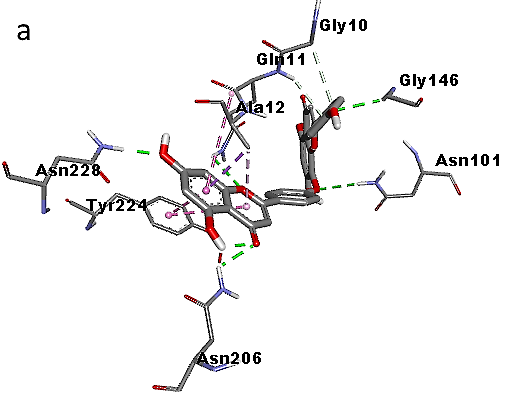 a
Gly10
Gln11
Gly146
Ala12
Asn101
Asn228
Tyr224
Asn206